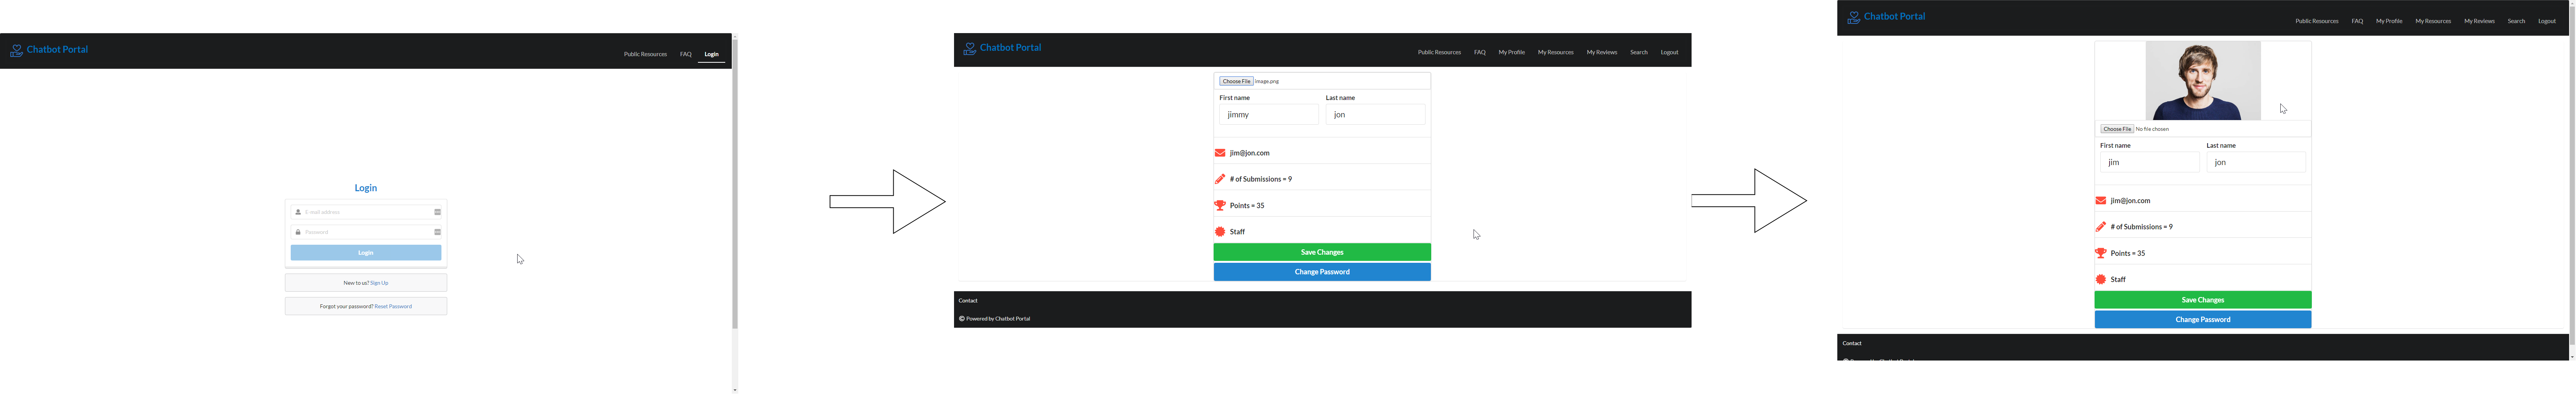 Chatbot Portal
Public Resources FAQ Login
Login
E-mail address
Password
Login
New to us? Sign Up
Forgot your password? Reset Password
Chatbot Portal
Public Resources FAQ My Profile My Resources My Reviews Search Logout
Choose File image.png
First name Last name
jimmy jon
jim@jon.com
# of Submissions = 9
Points = 35
Staff
Save Changes
Change Password
Contact
© Powered by Chatbot Portal
Chatbot Portal
Public Resources FAQ My Profile My Resources My Reviews Search Logout
Choose File No file chosen
First name Last name
jim jon
jim@jon.com
# of Submissions = 9
Points = 35
Staff
Save Changes
Change Password
Contact